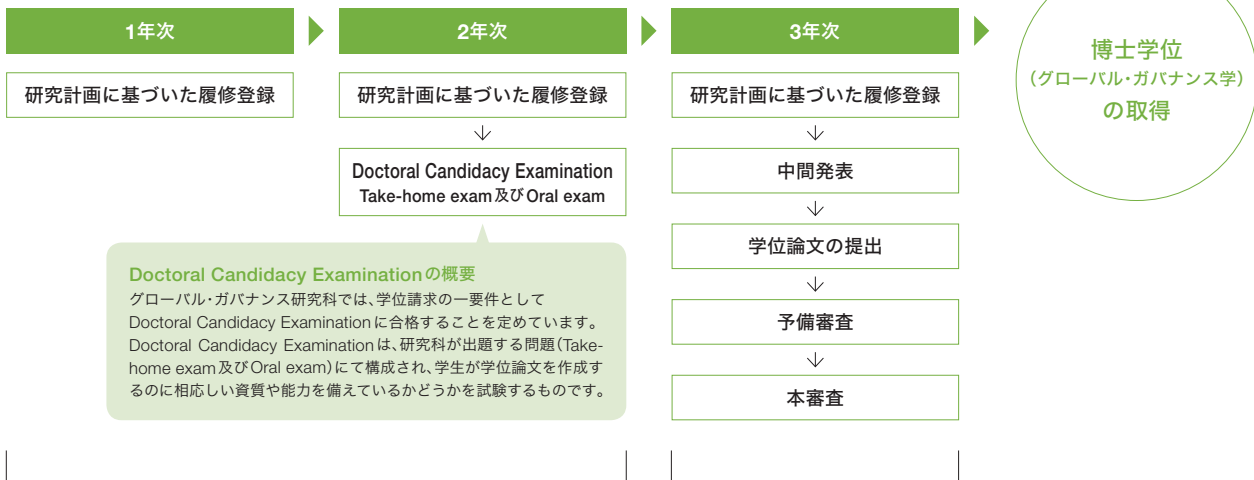 1年次
2年次
3年次
博士学位
（グローバル・ガバナンス学）
の取得
研究計画に基づいた履修登録
研究計画に基づいた履修登録
研究計画に基づいた履修登録
↓
↓
Doctoral Candidacy Examination
Take-home exam及びOral exam
中間発表
↓
学位論文の提出
↓
予備審査
↓
本審査
Doctoral Candidacy Examinationの概要
グローバル・ガバナンス研究科では、学位請求の一要件として
Doctoral Candidacy Examinationに合格することを定めています。
Doctoral Candidacy Examinationは、研究科が出題する問題（Take-
home exam及びOral exam）にて構成され、学生が学位論文を作成す
るのに相応しい資質や能力を備えているかどうかを試験するものです。